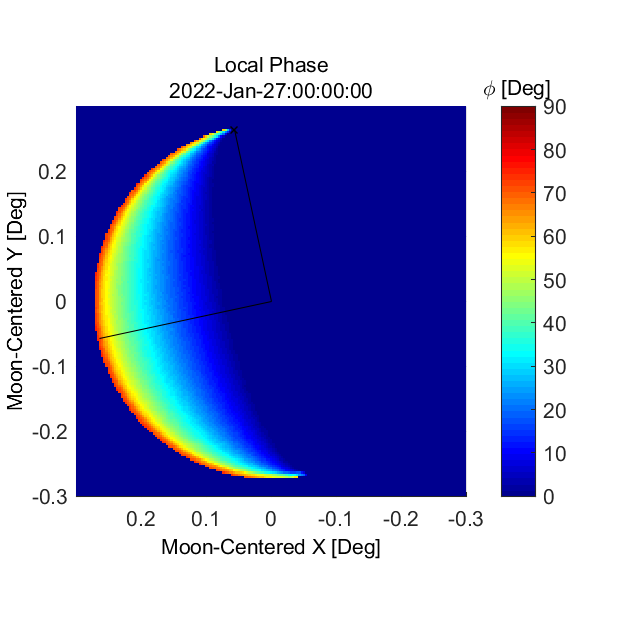 Local Phase
2022-Jan-27:00:00:00:00
ϕ [Deg]
90
80
70
60
50
40
30
20
10
0
Moon-Centered Y [Deg]
0.2
0.1
0
-0.1
-0.2
-0.3
0.2 0.1 0 -0.1 -0.2 -0.3
Moon-Centered X [Deg]